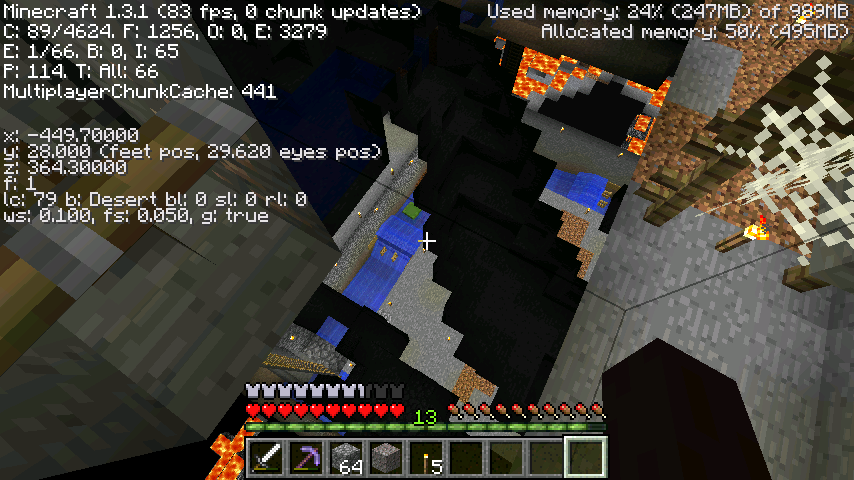 Minecraft 1.3.1 (83 fps, 0 chunk updates)
Used memory: 24% (247MB) of 989MB
C: 89/4624. F: 1256, O: 0, E: 3279
Allocated memory: 50% (495MB)
E: 1/66. B: 0, I: 65
P: 114. T: All: 66
MultiplayerChunkCache: 441
x: -449.70000
y: 28.000 (feet pos, 29.620 eyes pos)
z: 364.30000
f: 1
lc: 79 b: Desert bl: 0 sl: 0 rl: 0
ws: 0.100, fs: 0.050, g: true
13
64
5